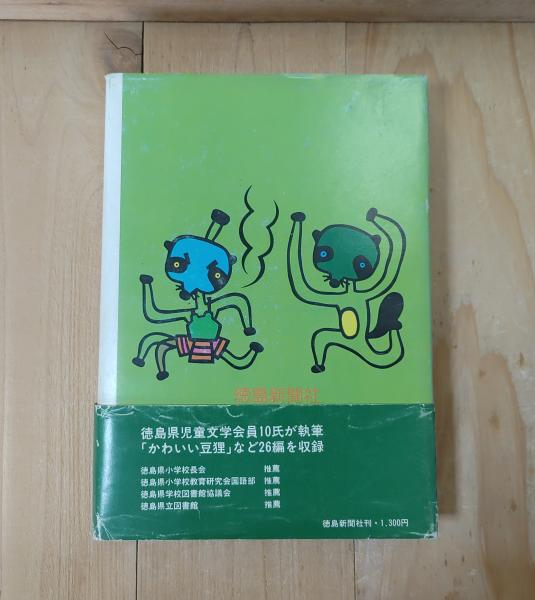 徳島新聞社
徳島県児童文学会員10氏が執筆
「かわいい豆狸」など26編を収録
徳島県小学校長会 推薦
徳島県小学校教育研究会国語部 推薦
徳島県学校図書館協議会 推薦
徳島県立図書館 推薦
徳島新聞社刊・1,300円